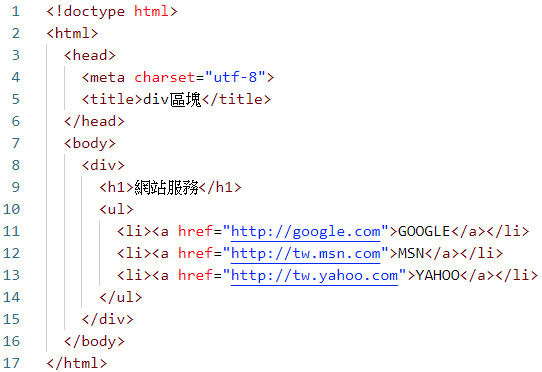 1 <!doctype html>
2 <html>
3 <head>
4 <meta charset="utf-8">
5 <title>div區塊</title>
6 </head>
7 <body>
8 <div>
9 <h1>網站服務</h1>
10 <ul>
11 <li><a href="http://google.com">GOOGLE</a></li>
12 <li><a href="http://tw.msn.com">MSN</a></li>
13 <li><a href="http://tw.yahoo.com">YAHOO</a></li>
14 </ul>
15 </div>
16 </body>
17 </html>